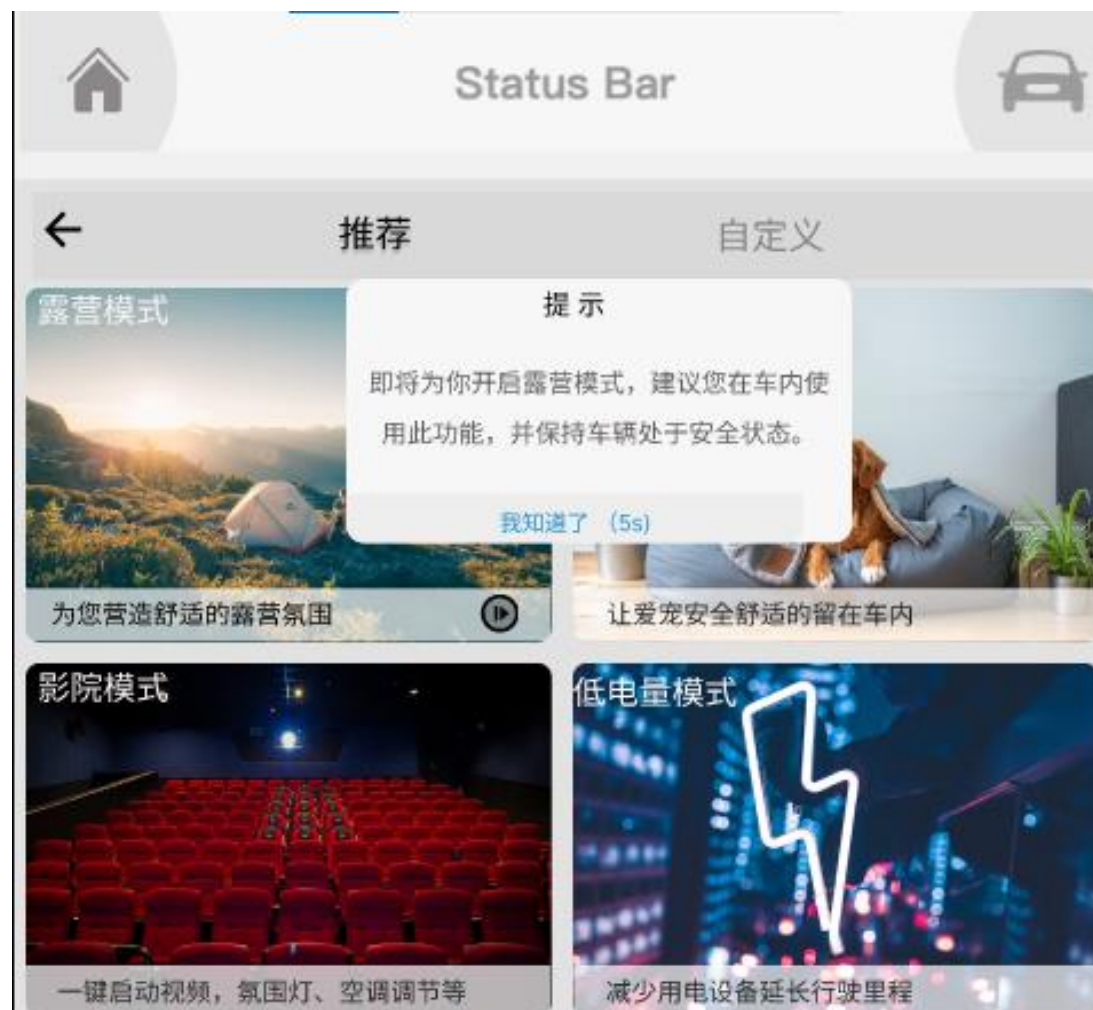 Status Bar
推荐
自定义
露营模式
提示
即将为你开启露营模式，建议您在车内使
用此功能，并保持车辆处于安全状态。
我知道了 （5s)
为您营造舒适的露营氛围
让爱宠安全舒适的留在车内
影院模式
低电量模式
一键启动视频，氛围灯、空调调节等
减少用电设备延长行驶里程